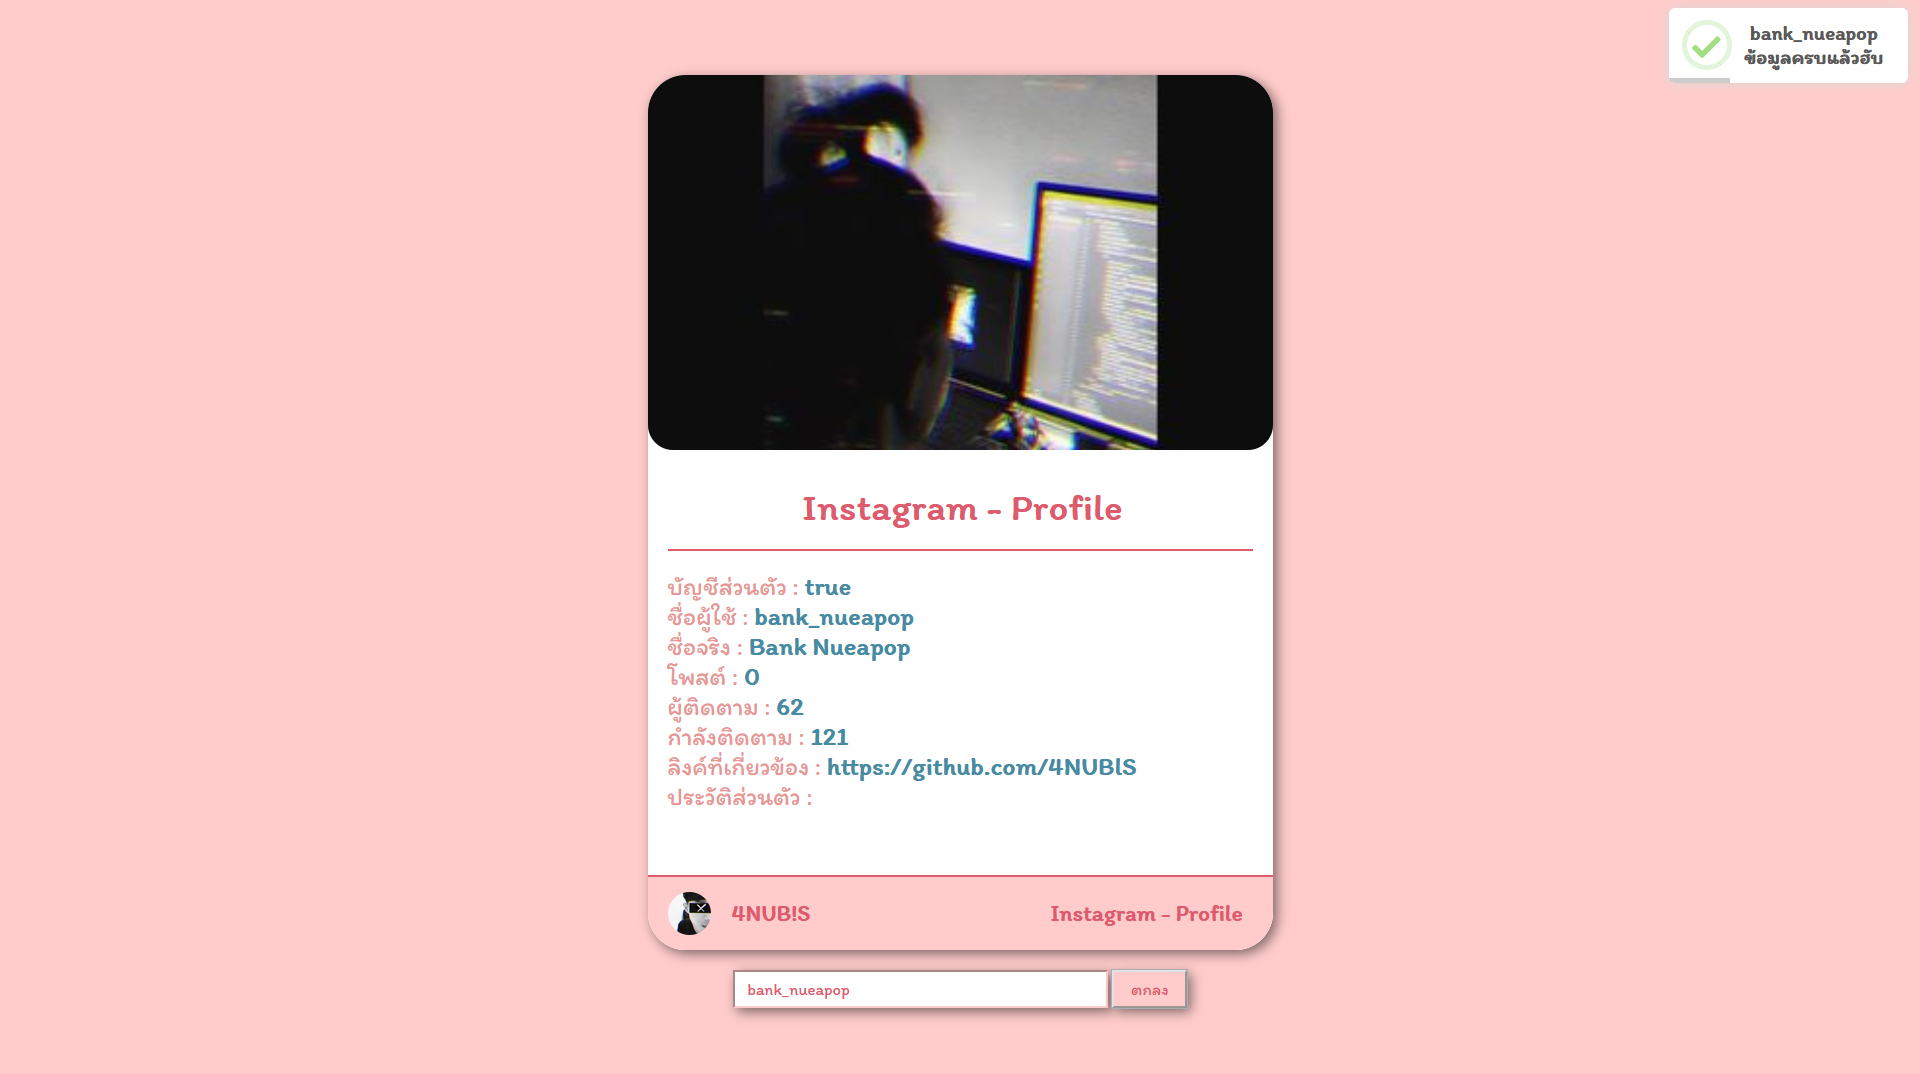 bank_nueapop
ข้อมูลครบแล้วฮับ
Instagram - Profile
บัญชีส่วนตัว : true
ชื่อผู้ใช้ : bank_nueapop
ชื่อจริง : Bank Nueapop
โพสต์ : 0
ผู้ติดตาม : 62
กำลังติดตาม : 121
ลิงค์ที่เกี่ยวข้อง : https://github.com/4NUBlS
ประวัติส่วนตัว :
4NUB!S
Instagram - Profile
bank_nueapop
ตกลง